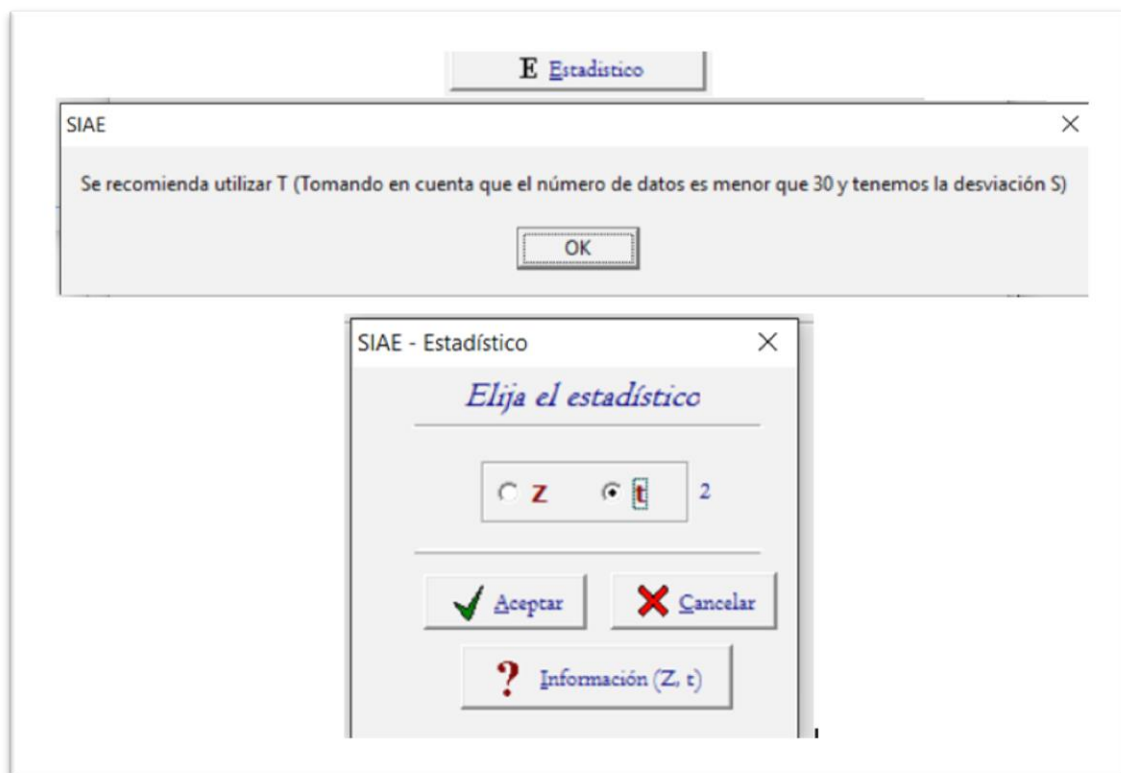 E Estadistico
SIAE
Se recomienda utilizar T (Tomando en cuenta que el número de datos es menor que 30 y tenemos la desviación S)
OK
SIAE - Estadístico
Elija el estadístico
Z t 2
Aceptar Cancelar
? Información (Z, t)